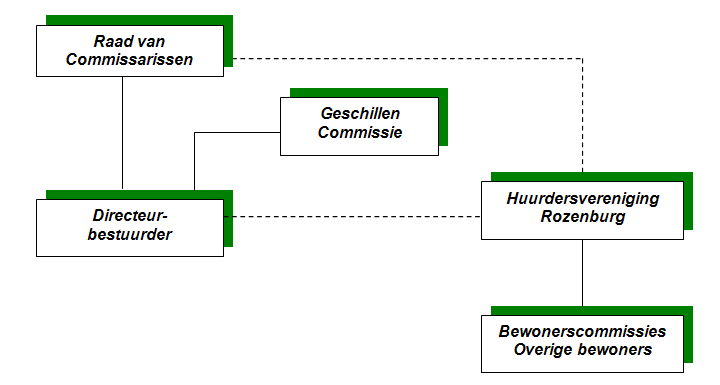 Raad van
Commissarissen
Geschillen
Commissie
Directeur-
bestuurder
Huurdersvereniging
Rozenburg
Bewonerscommissies
Overige bewoners